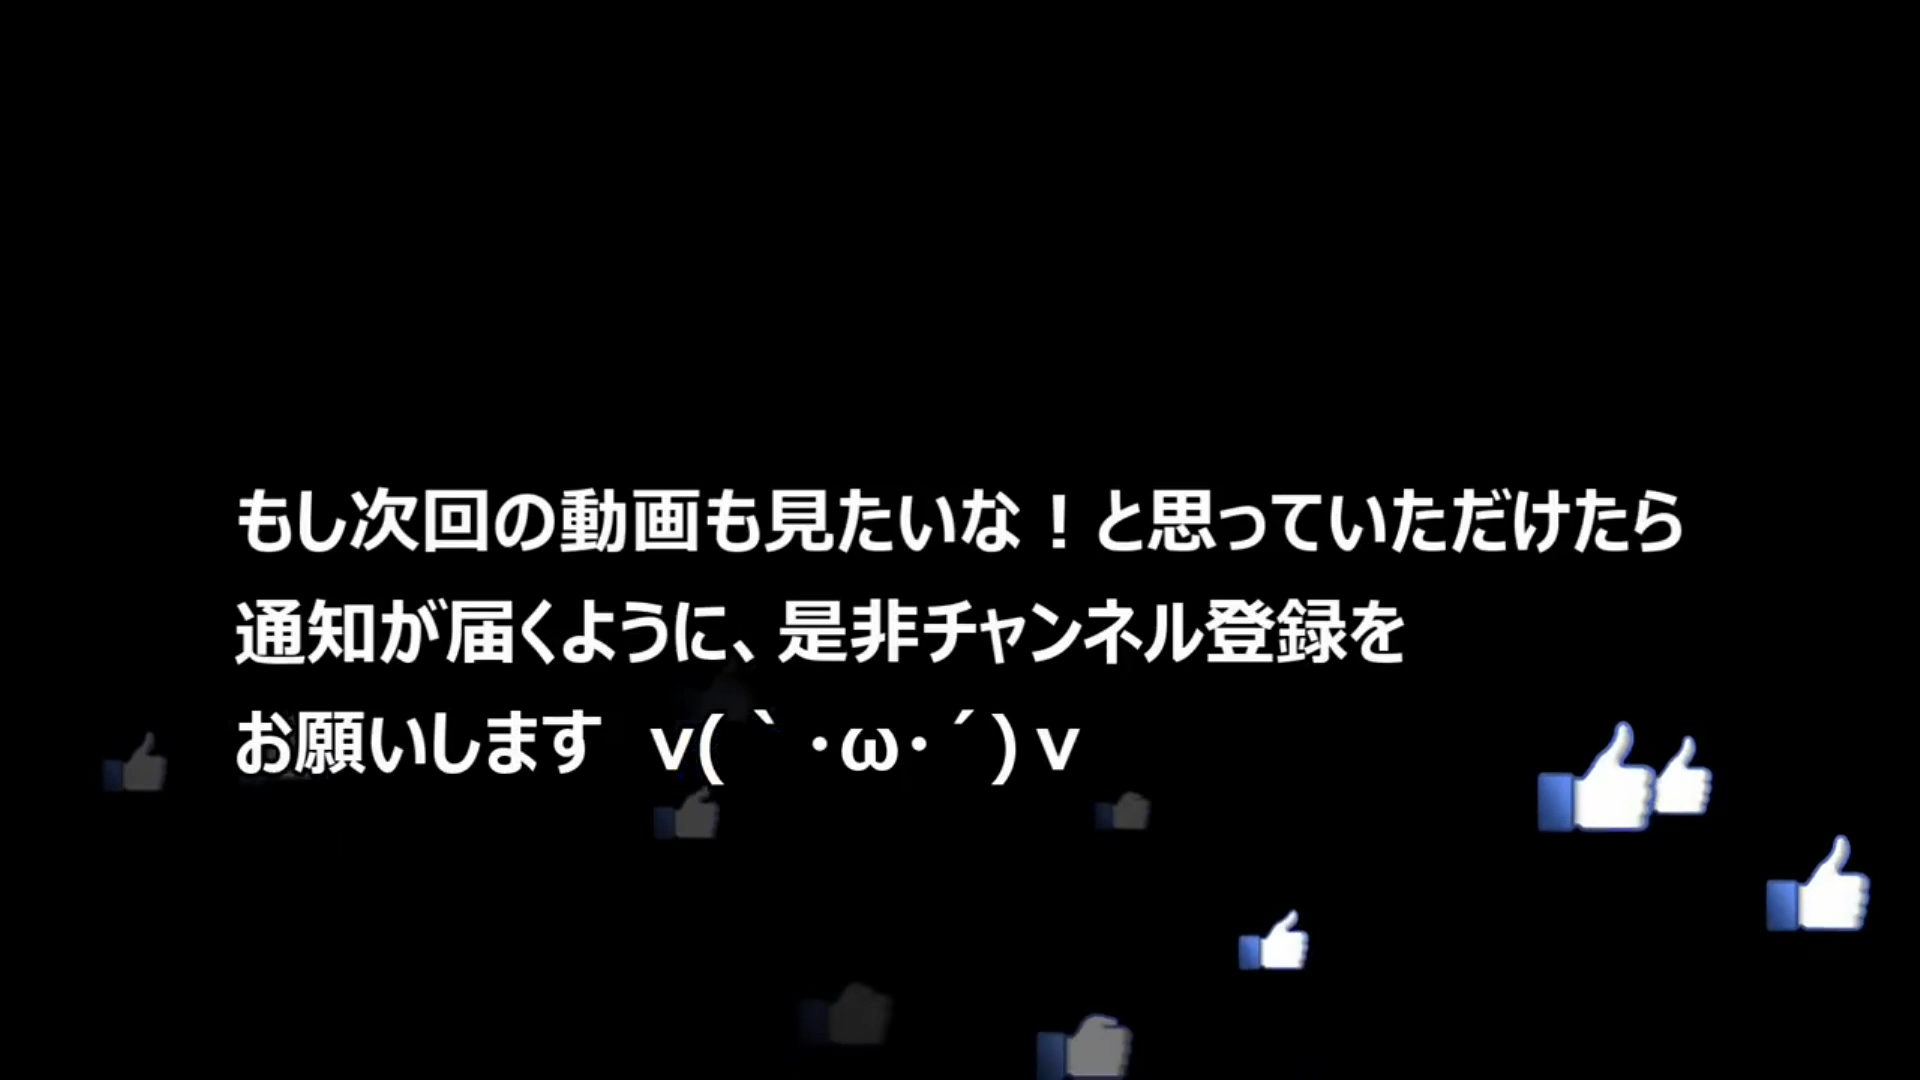 もし次回の動画も見たいな！と思っていただけたら
通知が届くように、是非チャンネル登録を
お願いします　v(｀･ω･´)v